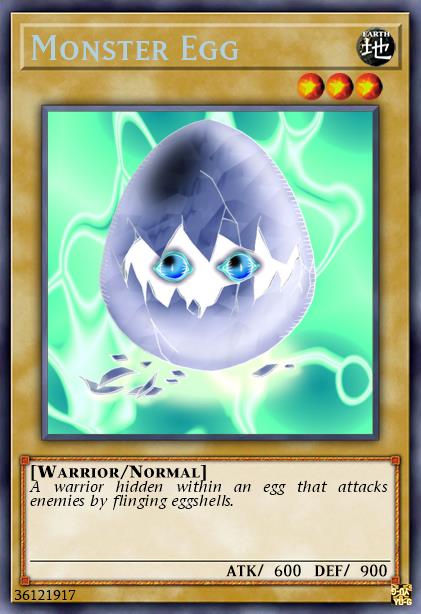 Monster Egg
EARTH
地
[Warrior/Normal]
A warrior hidden within an egg that attacks
enemies by flinging eggshells.
ATK/ 600 DEF/ 900
36121917